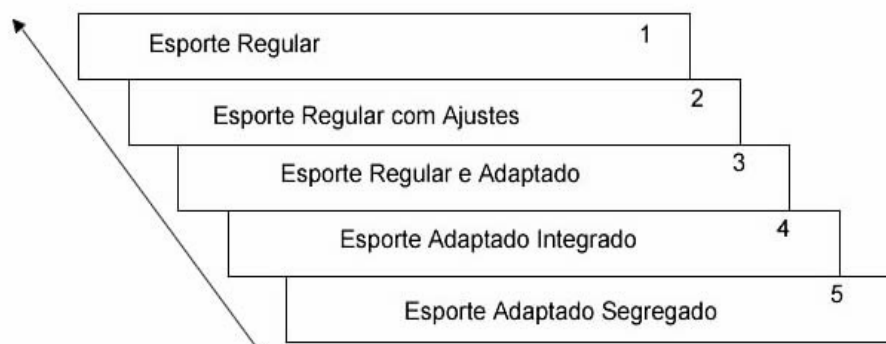 Esporte Regular 1
Esporte Regular com Ajustes 2
Esporte Regular e Adaptado 3
Esporte Adaptado Integrado 4
Esporte Adaptado Segregado 5